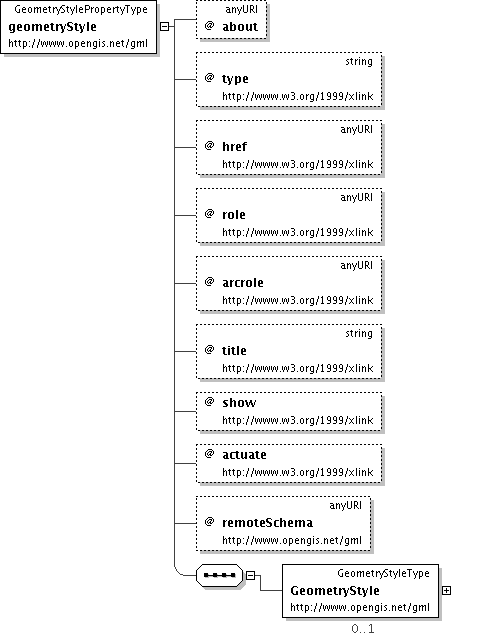 GeometryStylePropertyType
geometryStyle
http://www.opengis.net/gml
anyURI
@ about
string
@ type
http://www.w3.org/1999/xlink
anyURI
@ href
http://www.w3.org/1999/xlink
anyURI
@ role
http://www.w3.org/1999/xlink
anyURI
@ arcrole
http://www.w3.org/1999/xlink
string
@ title
http://www.w3.org/1999/xlink
@ show
http://www.w3.org/1999/xlink
@ actuate
http://www.w3.org/1999/xlink
anyURI
@ remoteSchema
http://www.opengis.net/gml
GeometryStyleType
GeometryStyle
http://www.opengis.net/gml
0..1